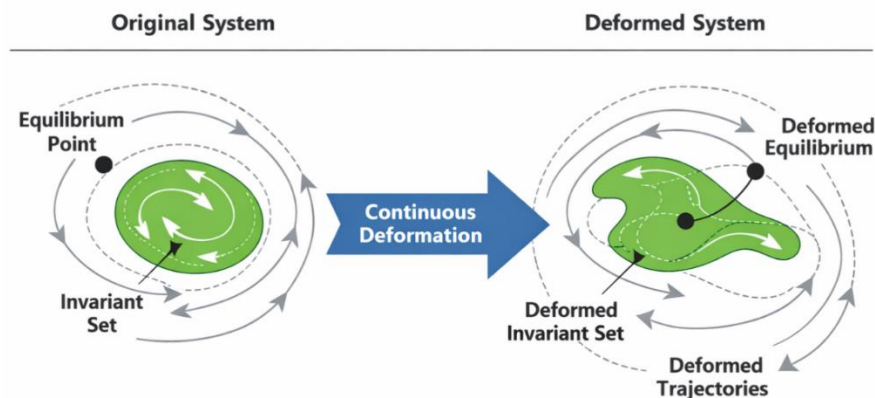 Original System
Deformed System
Equilibrium
Point
Invariant
Set
Continuous
Deformation
Deformed
Equilibrium
Deformed
Invariant Set
Deformed
Trajectories